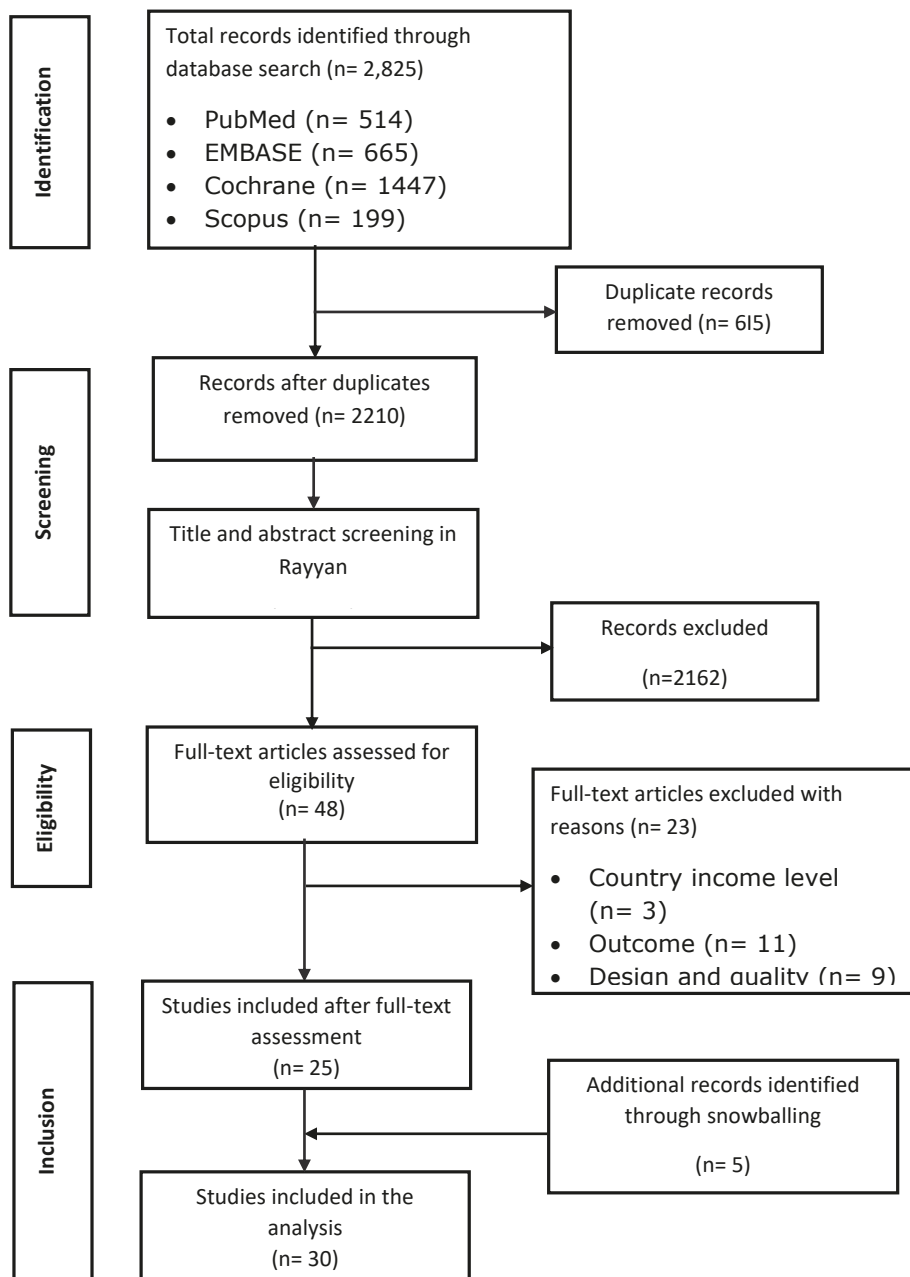 Identification
Total records identified through
database search (n= 2,825)
• PubMed (n= 514)
• EMBASE (n= 665)
• Cochrane (n= 1447)
• Scopus (n= 199)
Duplicate records
removed (n= 6I5)
Screening
Records after duplicates
removed (n= 2210)
Title and abstract screening in
Rayyan
Records excluded
(n=2162)
Eligibility
Full-text articles assessed for
eligibility
(n= 48)
Full-text articles excluded with
reasons (n= 23)
• Country income level
(n= 3)
• Outcome (n= 11)
• Design and quality (n= 9)
Inclusion
Studies included after full-text
assessment
(n= 25)
Additional records identified
through snowballing
(n= 5)
Studies included in the
analysis
(n= 30)